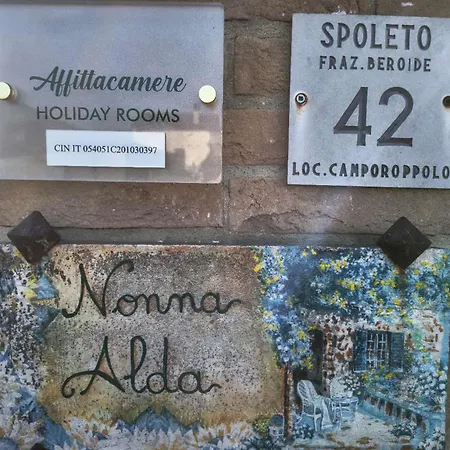 Affittacamere
HOLIDAY ROOMS
CIN IT 054051C201030397
SPOLETO
FRAZ. BEROIDE
42
LOC. CAMPOROPPOLO
Nonna
Alda